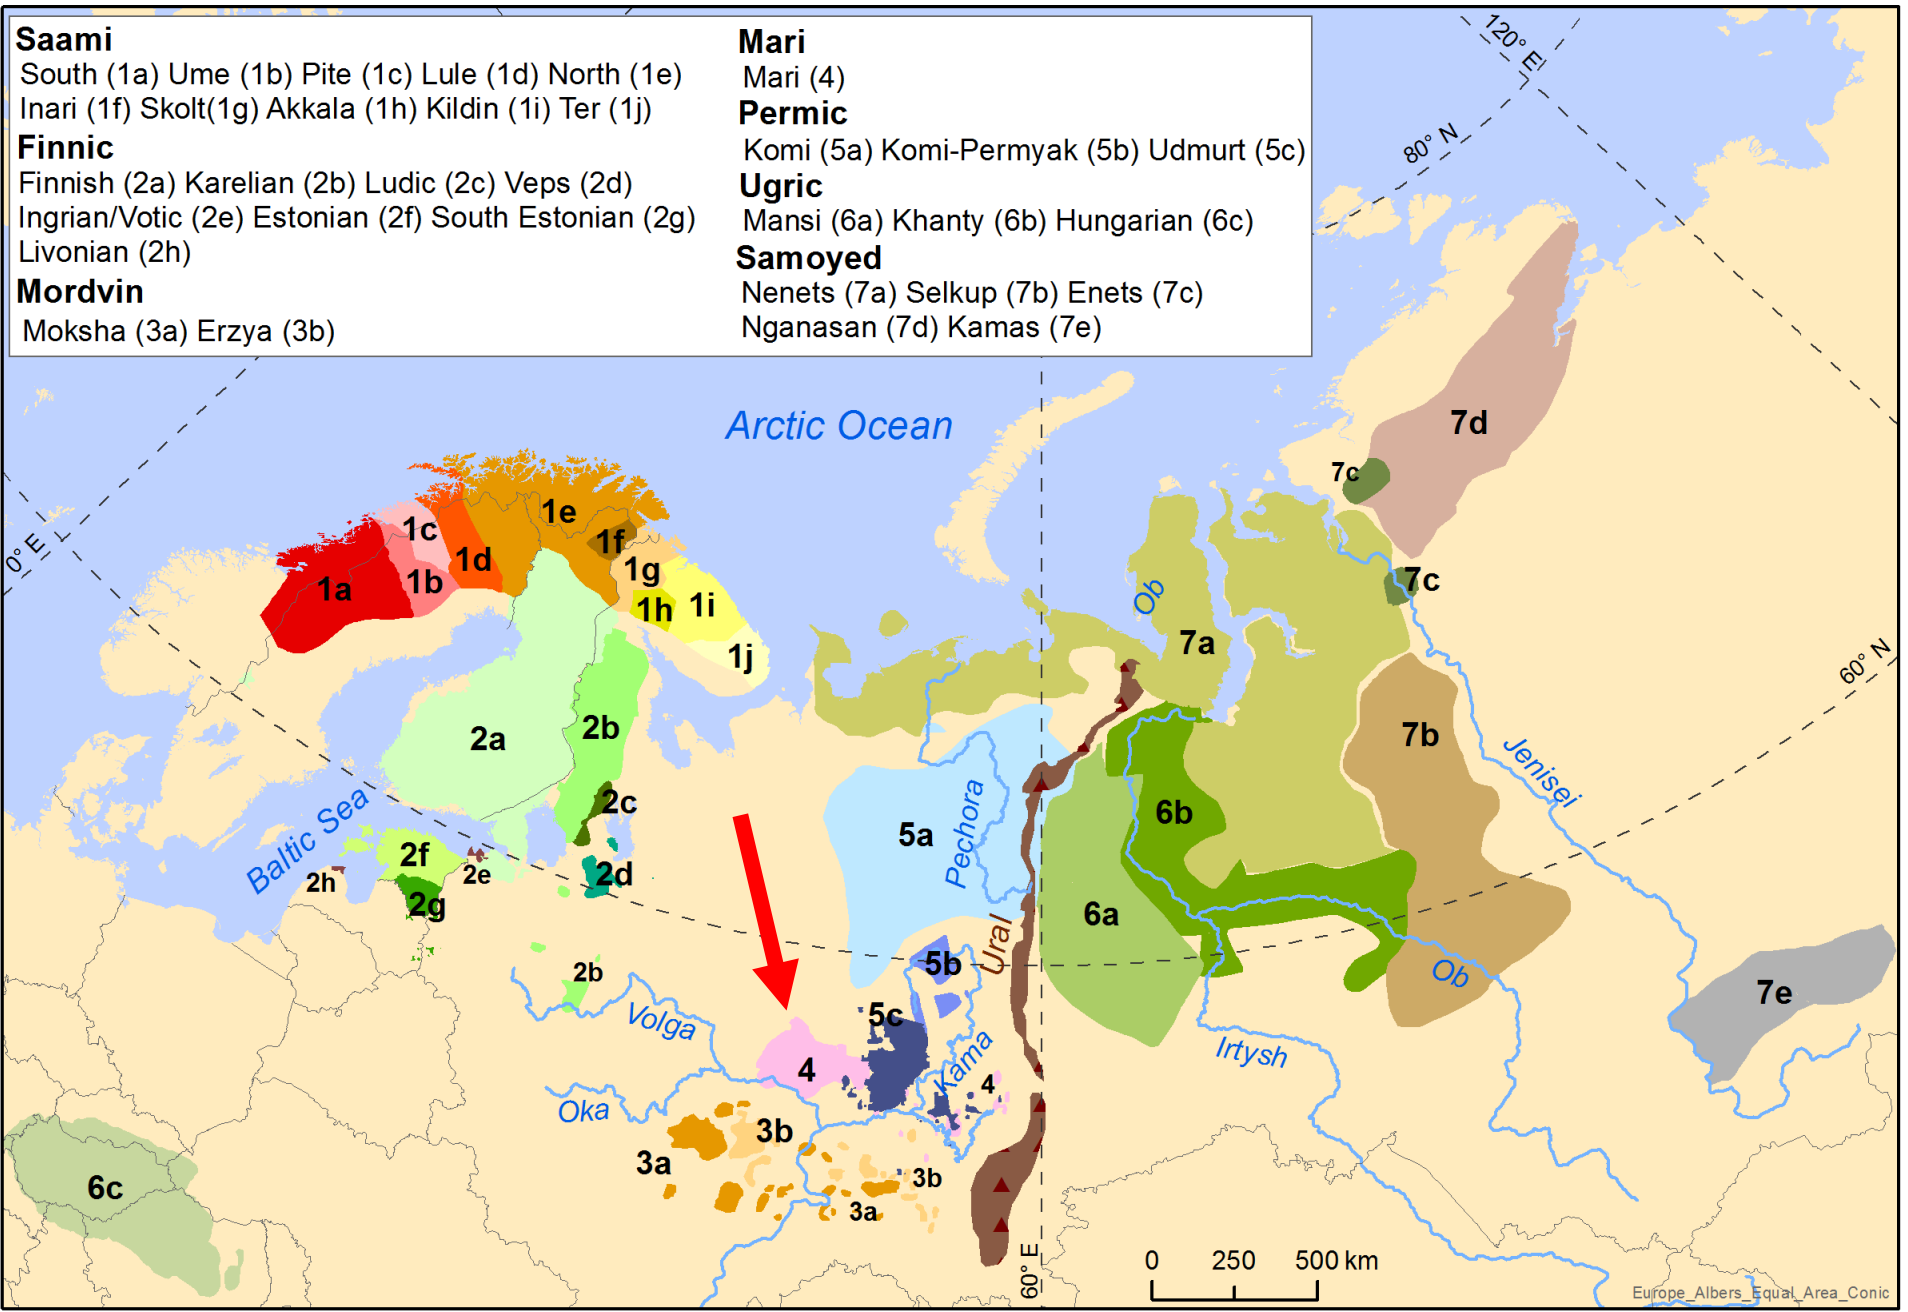 Saami
South (1a) Ume (1b) Pite (1c) Lule (1d) North (1e)
Inari (1f) Skolt(1g) Akkala (1h) Kildin (1i) Ter (1j)
Finnic
Finnish (2a) Karelian (2b) Ludic (2c) Veps (2d)
Ingrian/Votic (2e) Estonian (2f) South Estonian (2g)
Livonian (2h)
Mordvin
Moksha (3a) Erzya (3b)
Mari
Mari (4)
Permic
Komi (5a) Komi-Permyak (5b) Udmurt (5c)
Ugric
Mansi (6a) Khanty (6b) Hungarian (6c)
Samoyed
Nenets (7a) Selkup (7b) Enets (7c)
Nganasan (7d) Kamas (7e)
120° E
80° N
Arctic Ocean
7d
7c
0° E
1c
1e
1f
1a
1b
1d
1g
1h
1i
1j
Ob
7c
7a
60° N
2a
2b
7b
Jenisei
Baltic Sea
2c
5a
Pechora
6b
2f
2h
2e
2d
2g
6a
Ural
2b
Volga
5b
Ob
7e
5c
4
Kama
4
Irtysh
Oka
3b
3a
3b
3a
6c
60° E
0 250 500 km
Europe_Albers_Equal_Area_Conic